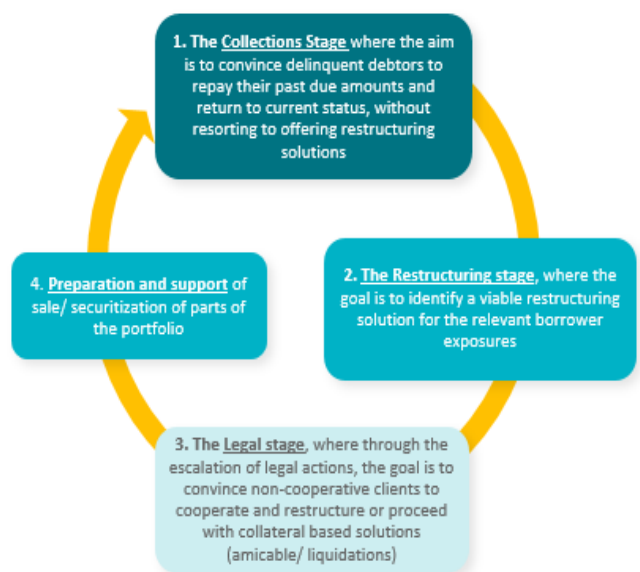 1. The Collections Stage where the aim
is to convince delinquent debtors to
repay their past due amounts and
return to current status, without
resorting to offering restructuring
solutions
2. The Restructuring stage, where the
goal is to identify a viable restructuring
solution for the relevant borrower
exposures
3. The Legal stage, where through the
escalation of legal actions, the goal is to
convince non-cooperative clients to
cooperate and restructure or proceed
with collateral based solutions
(amicable/ liquidations)
4. Preparation and support of
sale/ securitization of parts of
the portfolio